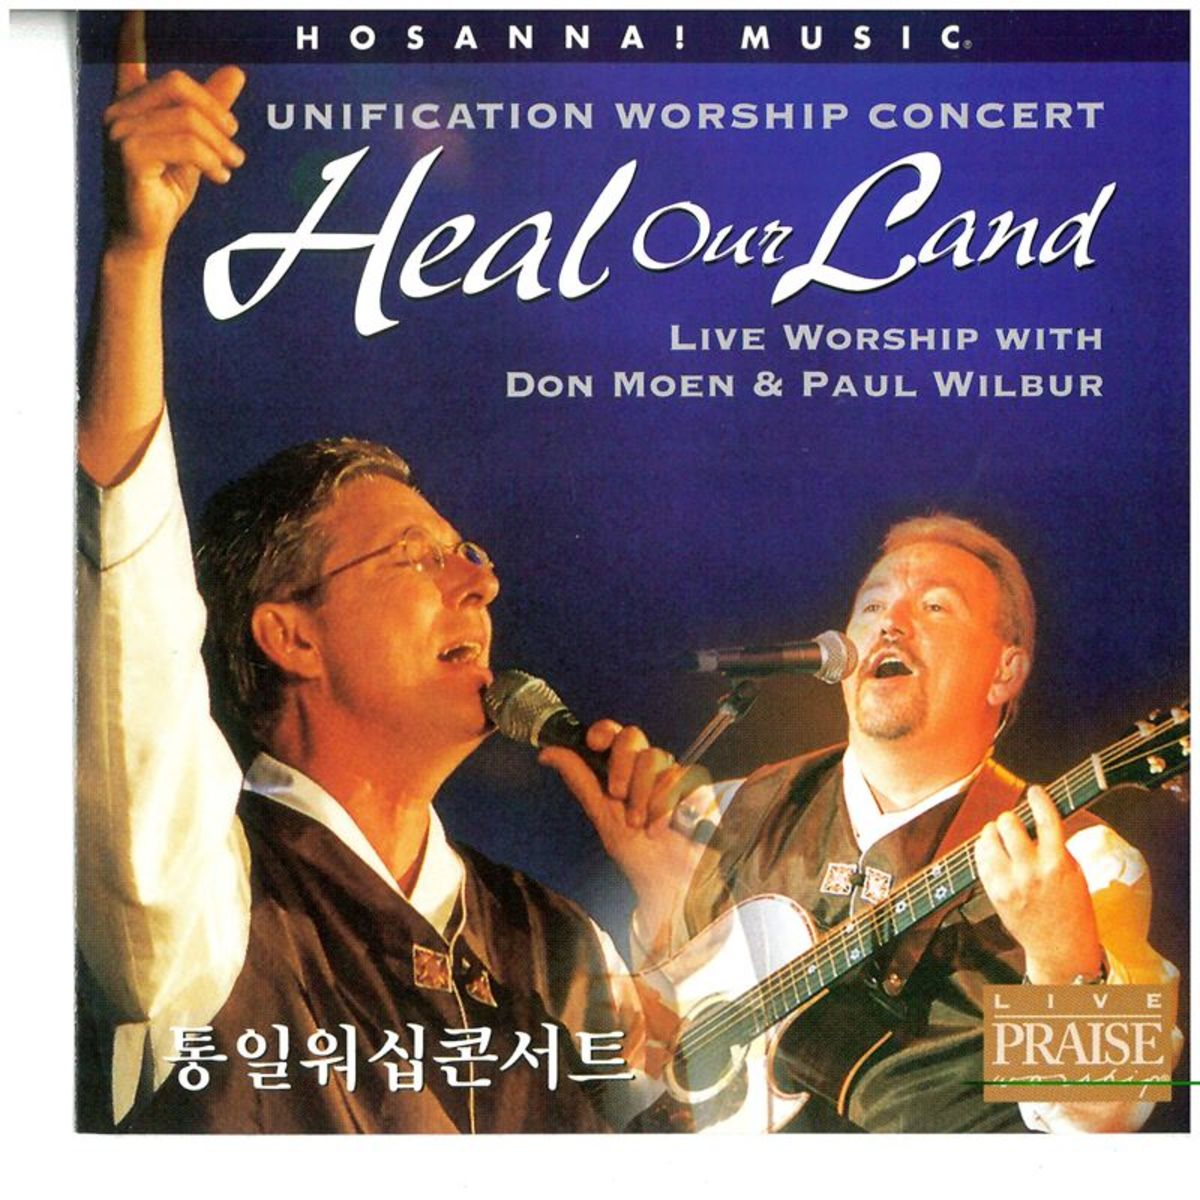 HOSANNA! MUSIC®
UNIFICATION WORSHIP CONCERT
Heal Our Land
LIVE WORSHIP WITH
DON MOEN & PAUL WILBUR
통일워십콘서트
LIVE
PRAISE
worship